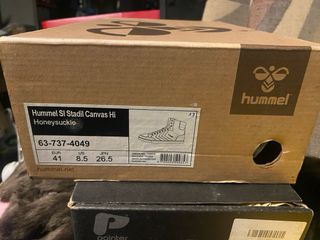 hummel
Hummel Sl Stadil Canvas Hi
Honeysuckle
63-737-4049
EUR US JPN
41 8.5 26.5
hummel.net
pointer